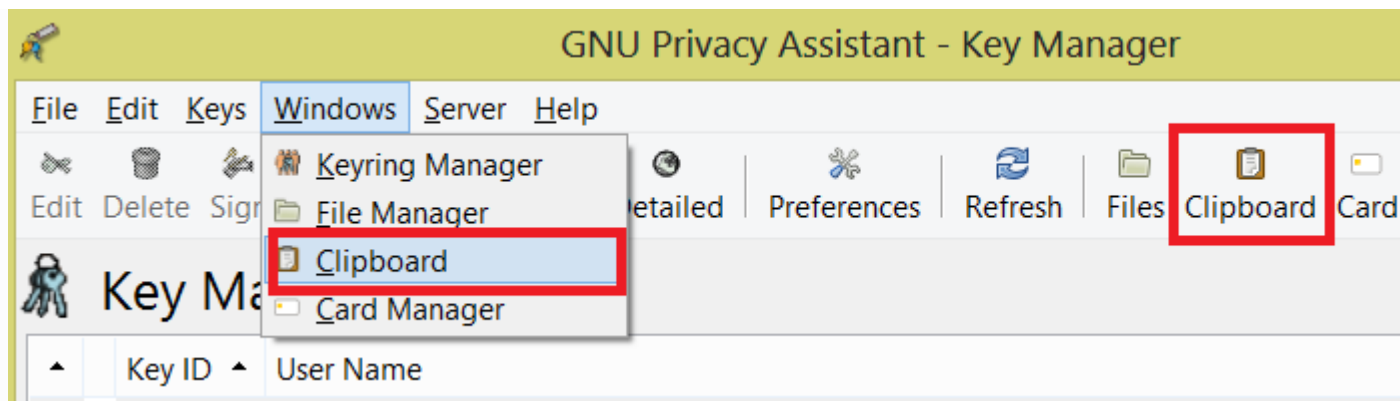 GNU Privacy Assistant - Key Manager
File Edit Keys Windows Server Help
Keyring Manager
File Manager
Clipboard
Card Manager
Edit Delete Preferences Refresh Files Clipboard Card
Key
Key ID User Name